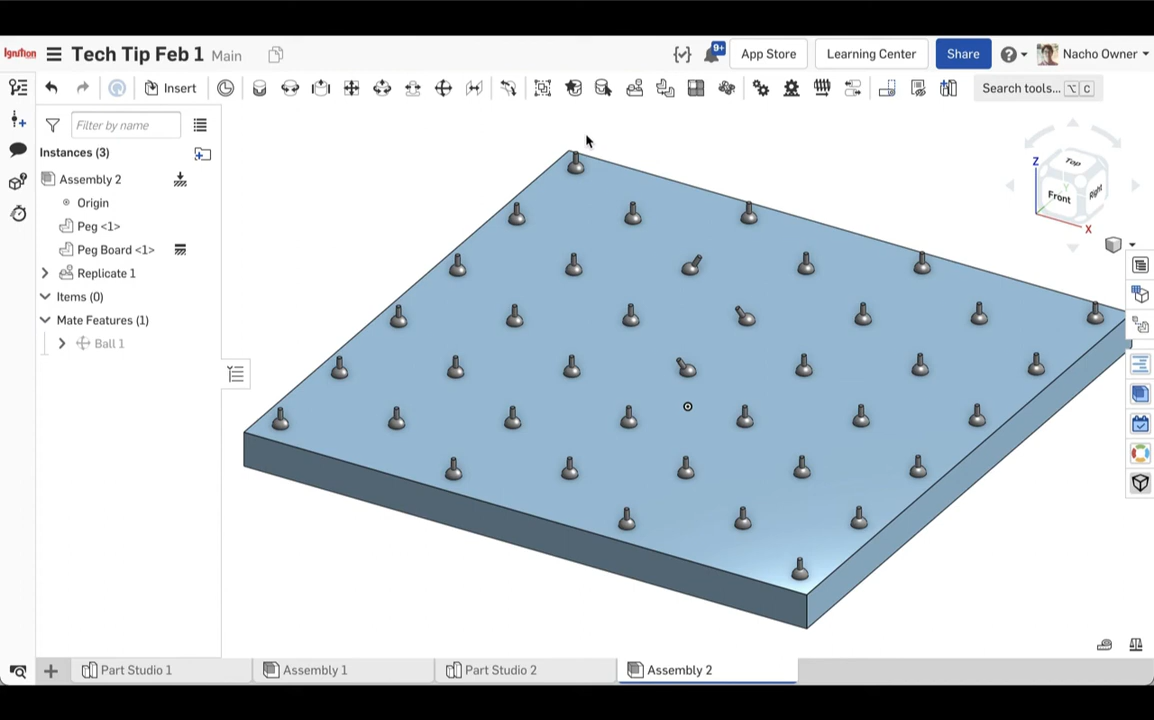 Ignition
Tech Tip Feb 1 Main
9+
App Store
Learning Center
Share
Nacho Owner
Insert
Search tools... ⌥ C
Filter by name
Instances (3)
Assembly 2
Origin
Peg <1>
Peg Board <1>
Replicate 1
Items (0)
Mate Features (1)
Ball 1
Z
Top
Y
Front
Right
X
Part Studio 1
Assembly 1
Part Studio 2
Assembly 2